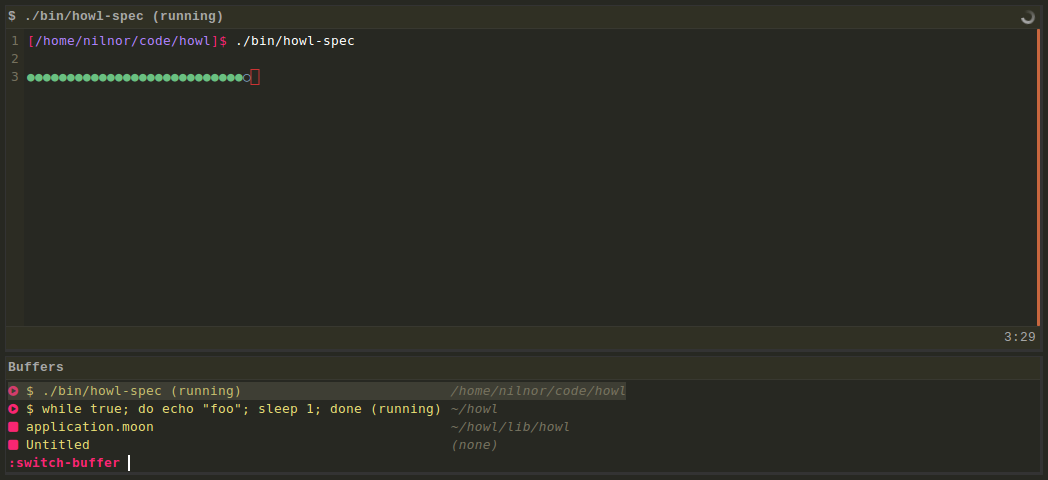 $ ./bin/howl-spec (running)
1 [/home/nilnor/code/howl]$ ./bin/howl-spec
2
3 ●●●●●●●●●●●●●●●●●●●●●●●●●●●○
3:29
Buffers
$ ./bin/howl-spec (running) /home/nilnor/code/howl
$ while true; do echo "foo"; sleep 1; done (running) ~/howl
application.moon ~/howl/lib/howl
Untitled (none)
:switch-buffer